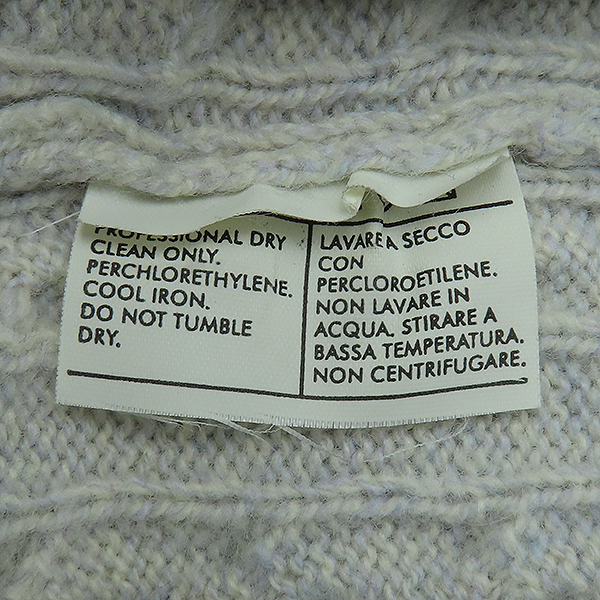 PROFESSIONAL DRY
CLEAN ONLY.
PERCHLORETHYLENE.
COOL IRON.
DO NOT TUMBLE
DRY.
LAVARE A SECCO
CON
PERCLOROETILENE.
NON LAVARE IN
ACQUA. STIRARE A
BASSA TEMPERATURA.
NON CENTRIFUGARE.